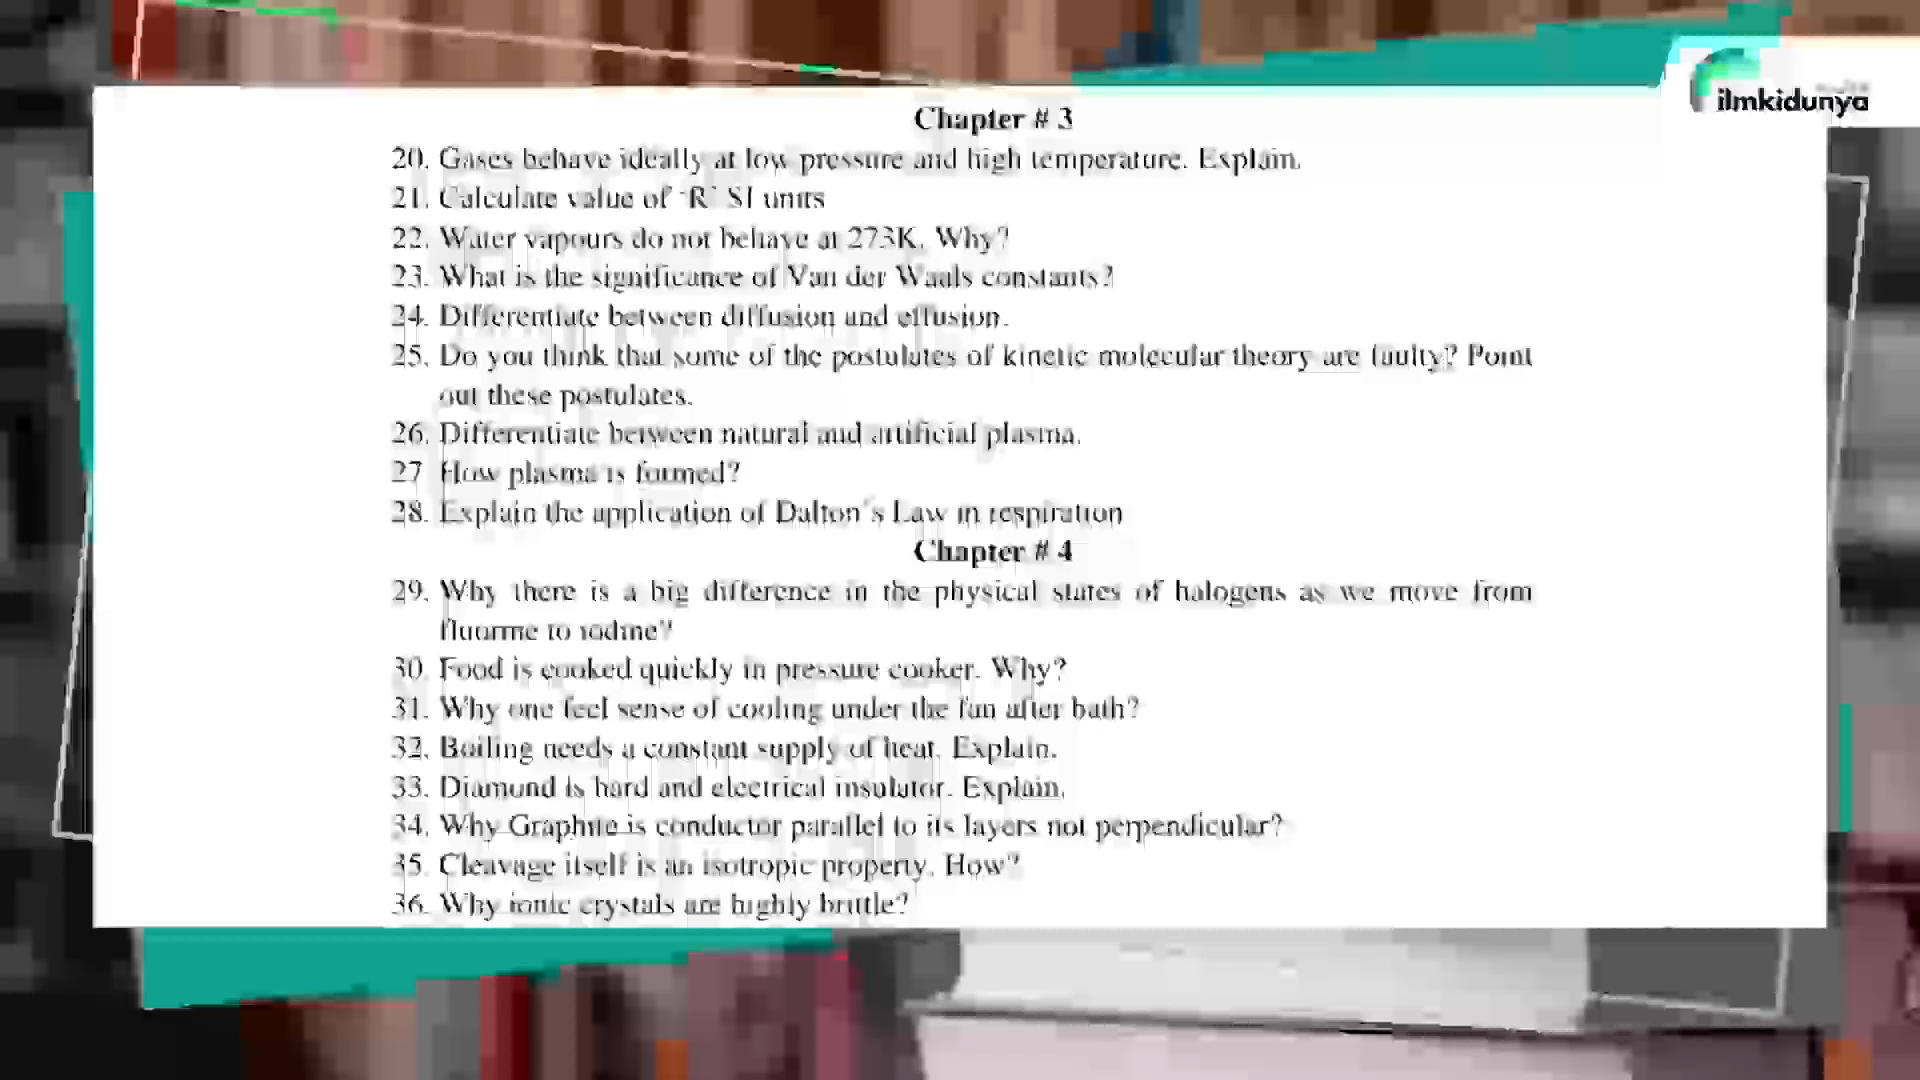 ilmkidunya
Chapter # 3
20. Gases behave ideally at low pressure and high temperature. Explain.
21. Calculate value of 'R' SI units
22. Water vapours do not behave at 273K. Why?
23. What is the significance of Van der Waals constants?
24. Differentiate between diffusion and effusion.
25. Do you think that some of the postulates of kinetic molecular theory are faulty? Point
out these postulates.
26. Differentiate between natural and artificial plasma.
27. How plasma is formed?
28. Explain the application of Dalton's Law in respiration
Chapter # 4
29. Why there is a big difference in the physical states of halogens as we move from
fluorine to iodine?
30. Food is cooked quickly in pressure cooker. Why?
31. Why one feel sense of cooling under the fan after bath?
32. Boiling needs a constant supply of heat. Explain.
33. Diamond is hard and electrical insulator. Explain.
34. Why Graphite is conductor parallel to its layers not perpendicular?
35. Cleavage itself is an isotropic property. How?
36. Why ionic crystals are highly brittle?